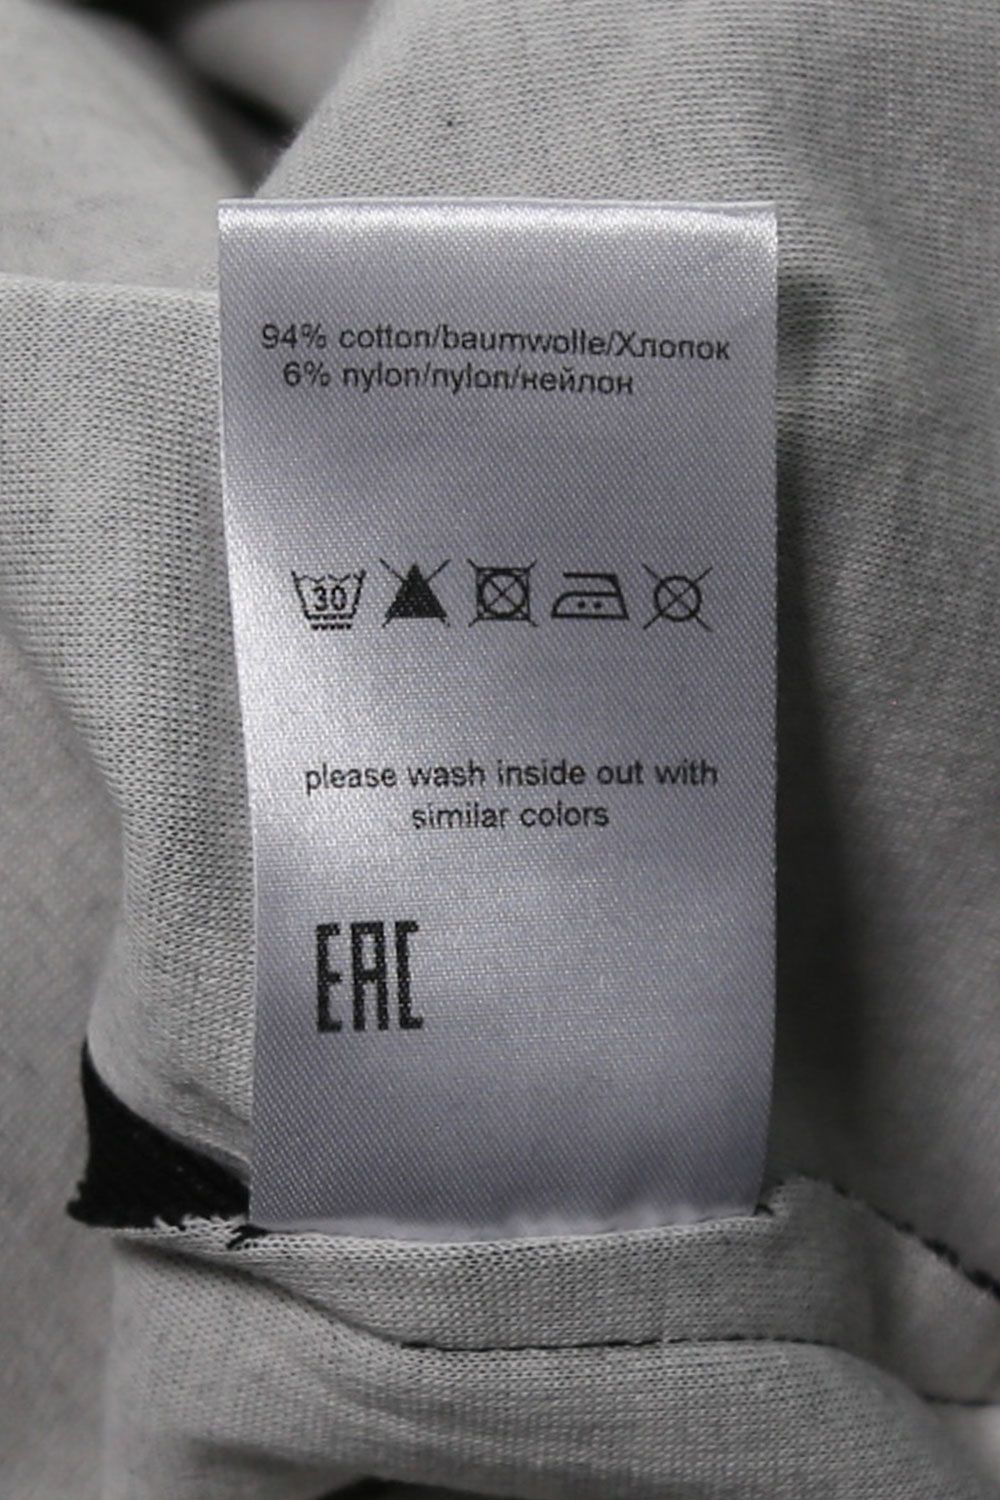 94% cotton/baumwolle/Хлопок
6% nylon/nylon/нейлон
30
please wash inside out with
similar colors
EAC